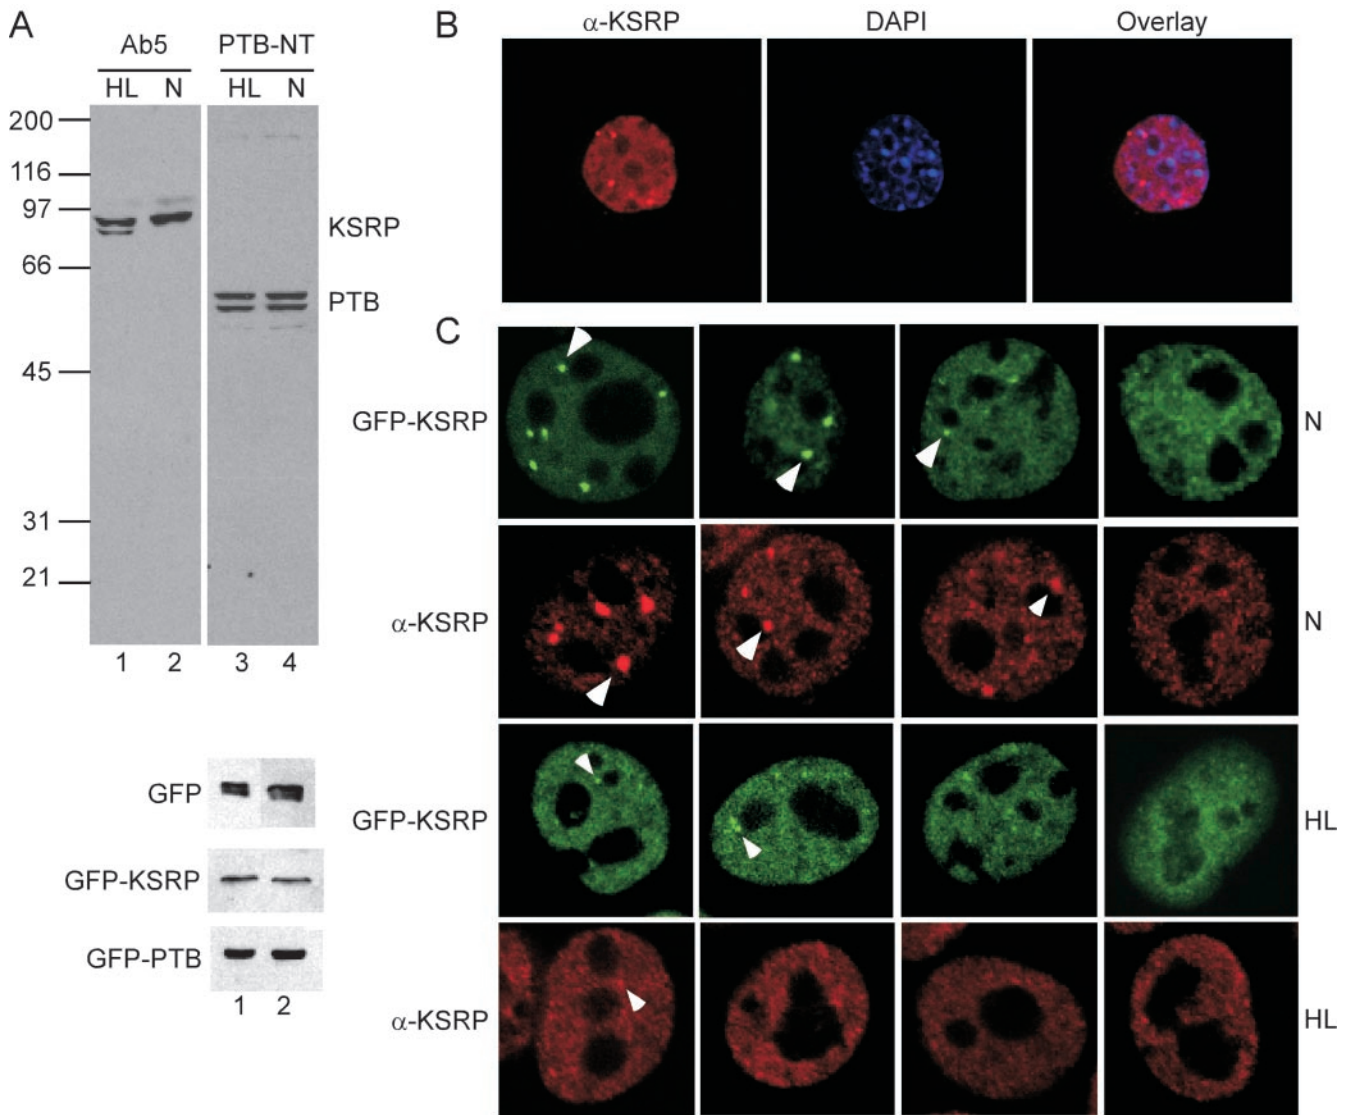 A
Ab5 PTB-NT
HL N HL N
200
116
97
KSRP
66
PTB
45
31
21
1 2 3 4
GFP
GFP-KSRP
GFP-PTB
1 2
B
α-KSRP DAPI Overlay
C
GFP-KSRP N
α-KSRP N
GFP-KSRP HL
α-KSRP HL